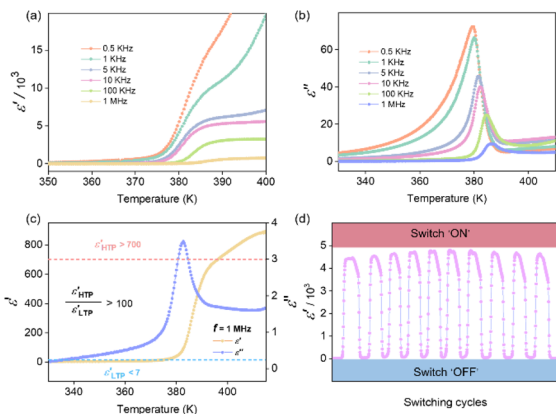 (a)
0.5 KHz
1 KHz
5 KHz
10 KHz
100 KHz
1 MHz
ε′ / 10³
15
10
5
0
350 360 370 380 390 400
Temperature (K)
(b)
0.5 KHz
1 KHz
5 KHz
10 KHz
100 KHz
1 MHz
ε″
60
40
20
0
340 360 380 400
Temperature (K)
(c)
ε′HTP > 700
ε′HTP / ε′LTP > 100
f = 1 MHz
ε′
ε″
ε′LTP < 7
ε′
800
600
400
200
0
ε″
4
3
2
1
0
340 360 380 400
Temperature (K)
(d)
Switch 'ON'
ε′ / 10³
5
4
3
2
1
0
Switch 'OFF'
Switching cycles